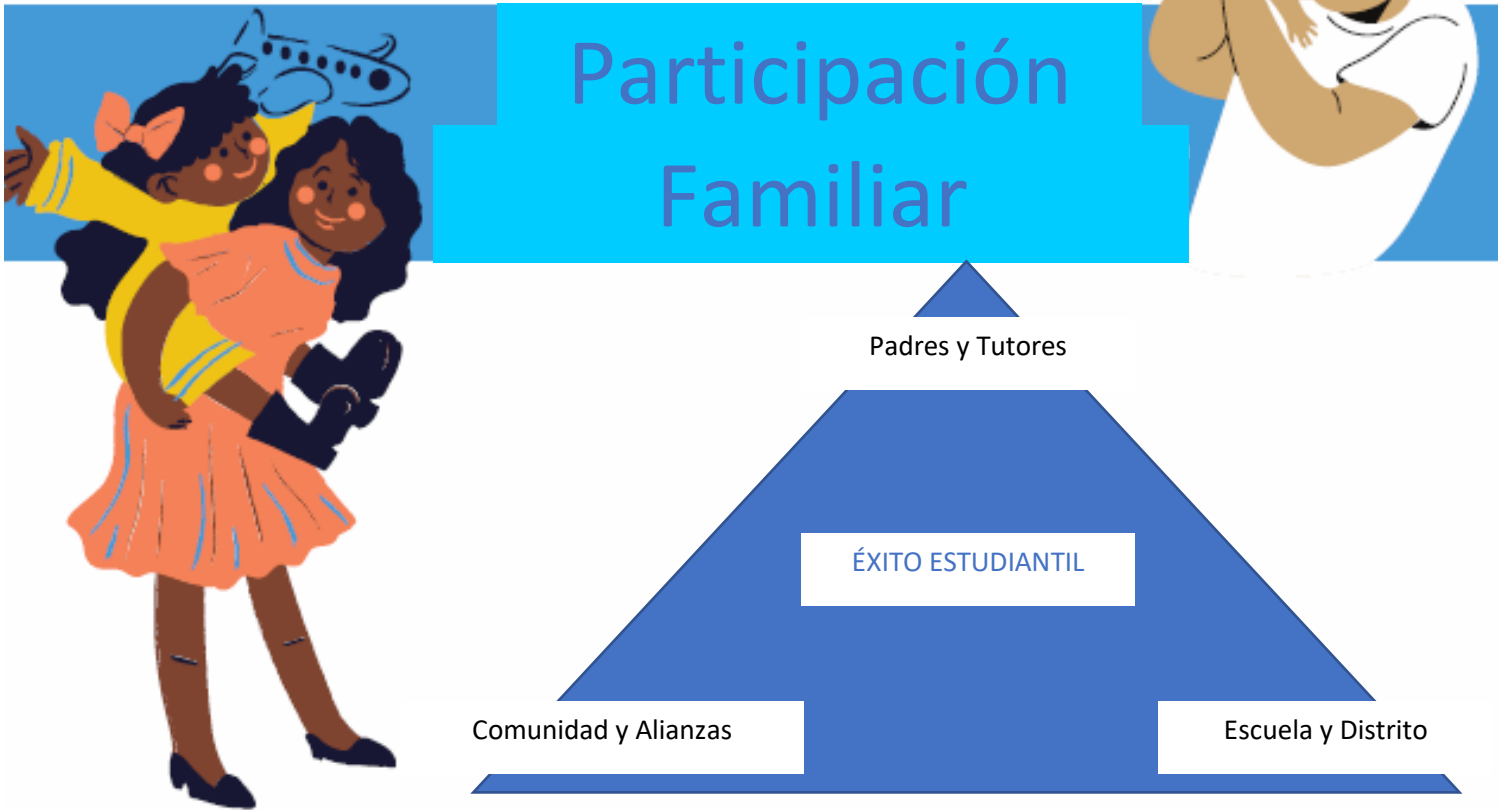 Participación
Familiar
Padres y Tutores
ÉXITO ESTUDIANTIL
Comunidad y Alianzas
Escuela y Distrito